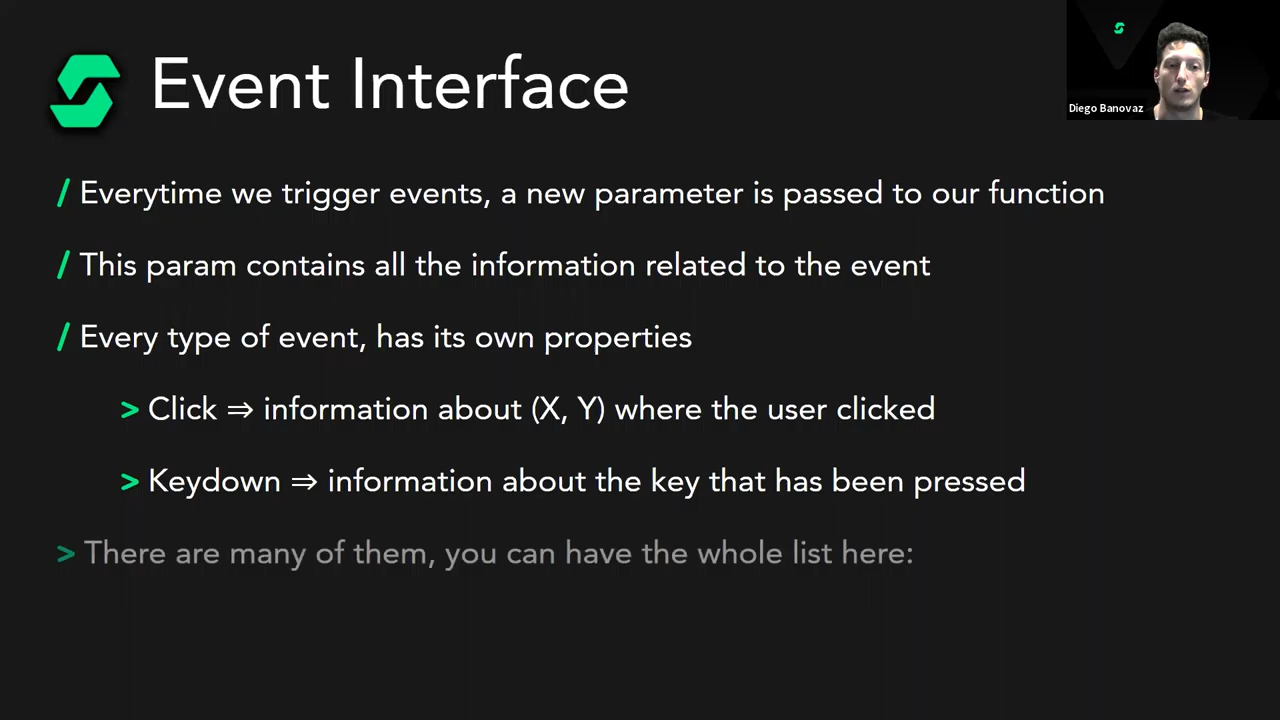 Event Interface
Diego Banovaz
/ Everytime we trigger events, a new parameter is passed to our function
/ This param contains all the information related to the event
/ Every type of event, has its own properties
> Click ⇒ information about (X, Y) where the user clicked
> Keydown ⇒ information about the key that has been pressed
> There are many of them, you can have the whole list here: